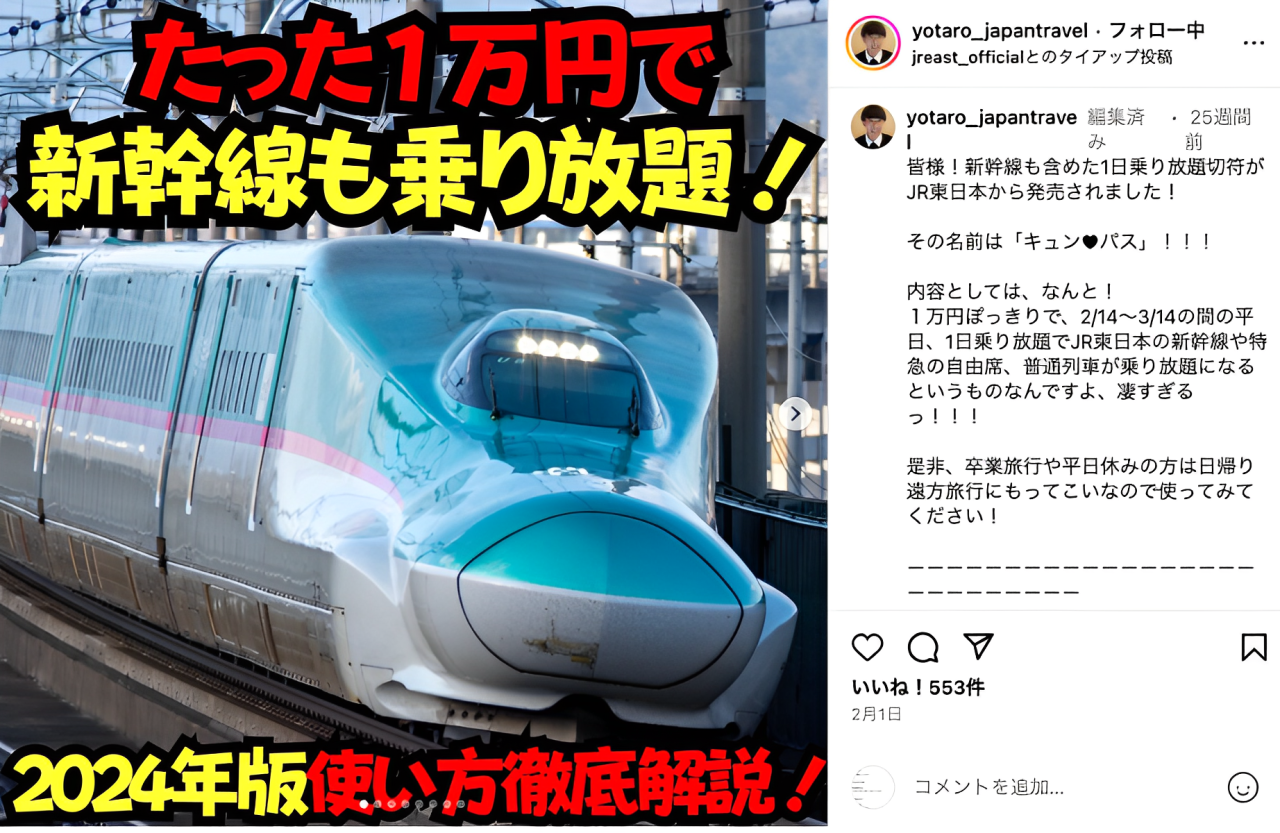 たった1万円で
新幹線も乗り放題！
2024年版使い方徹底解説！
yotaro_japantravel・フォロー中
jreast_officialとのタイアップ投稿
yotaro_japantrave 編集済 ・ 25週間
l み 前
皆様！新幹線も含めた1日乗り放題切符が
JR東日本から発売されました！
その名前は「キュン♥パス」！！！
内容としては、なんと！
１万円ぽっきりで、2/14〜3/14の間の平
日、1日乗り放題でJR東日本の新幹線や特
急の自由席、普通列車が乗り放題になる
というものなんですよ、凄すぎる
っ！！！
是非、卒業旅行や平日休みの方は日帰り
遠方旅行にもってこいなので使ってみて
ください！
ーーーーーーーーーーーーーーーーーー
ーーーーーーーーー
いいね！553件
2月1日
コメントを追加...